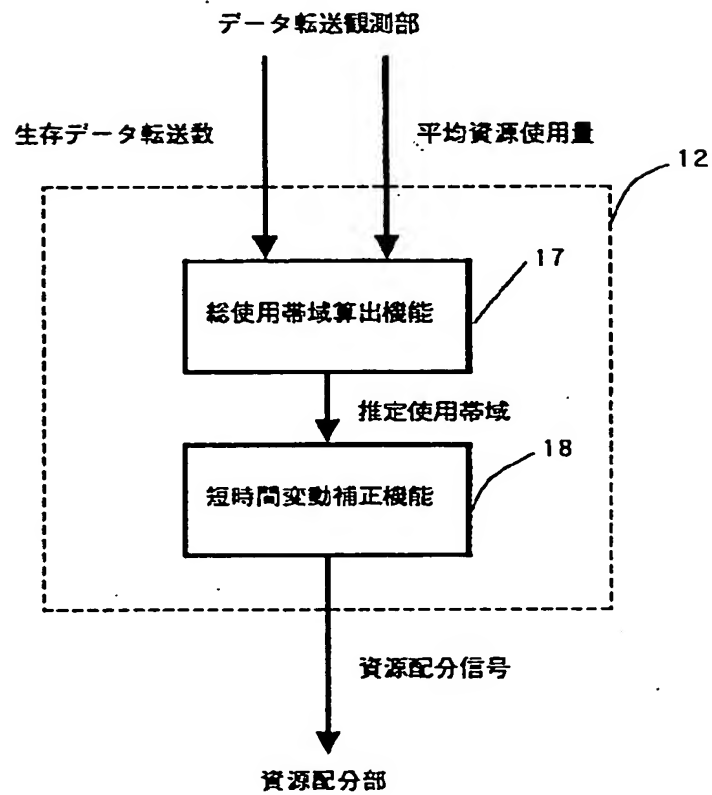 データ転送観測部
生存データ転送数
平均資源使用量
12
17
総使用帯域算出機能
推定使用帯域
18
短時間変動補正機能
資源配分信号
資源配分部